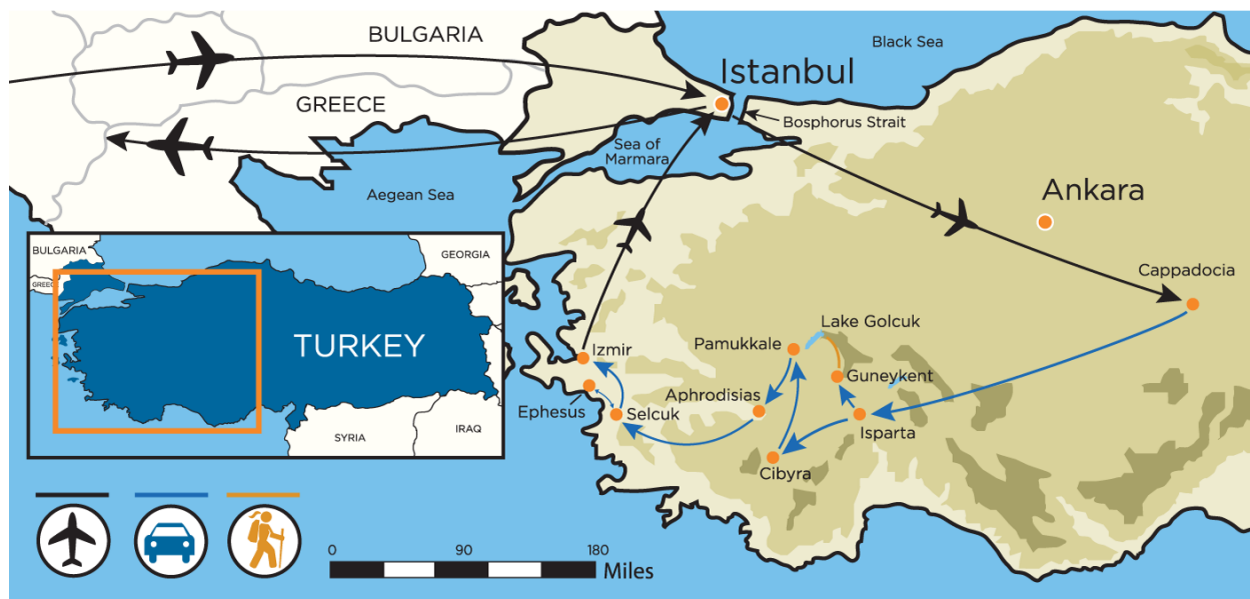 BULGARIA
Black Sea
Istanbul
GREECE
Bosphorus Strait
Sea of
Marmara
Aegean Sea
Ankara
BULGARIA
GEORGIA
GREECE
Cappadocia
Lake Golcuk
TURKEY
Pamukkale
Izmir
Guneykent
Aphrodisias
Ephesus
Selcuk
Isparta
SYRIA
IRAQ
Cibyra
0
90
180
Miles